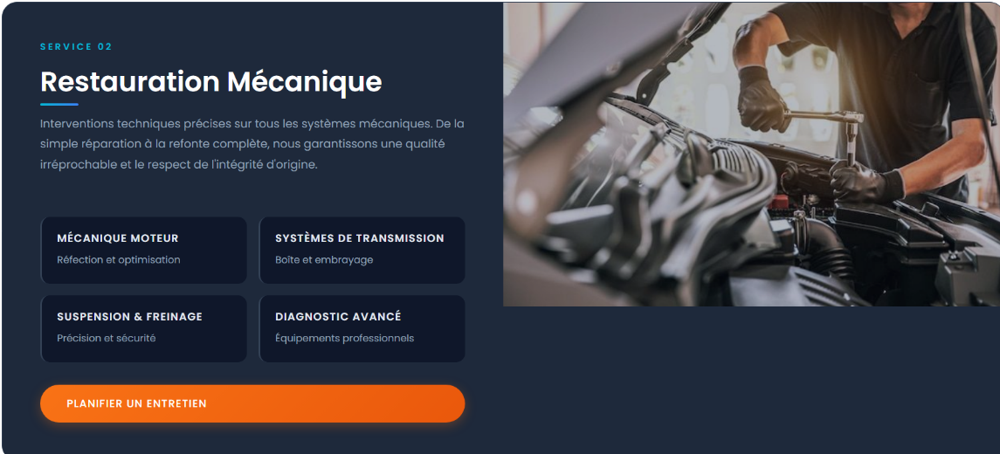 SERVICE 02
Restauration Mécanique
Interventions techniques précises sur tous les systèmes mécaniques. De la
simple réparation à la refonte complète, nous garantissons une qualité
irréprochable et le respect de l'intégrité d'origine.
MÉCANIQUE MOTEUR
Réfection et optimisation
SYSTÈMES DE TRANSMISSION
Boîte et embrayage
SUSPENSION & FREINAGE
Précision et sécurité
DIAGNOSTIC AVANCÉ
Équipements professionnels
PLANIFIER UN ENTRETIEN